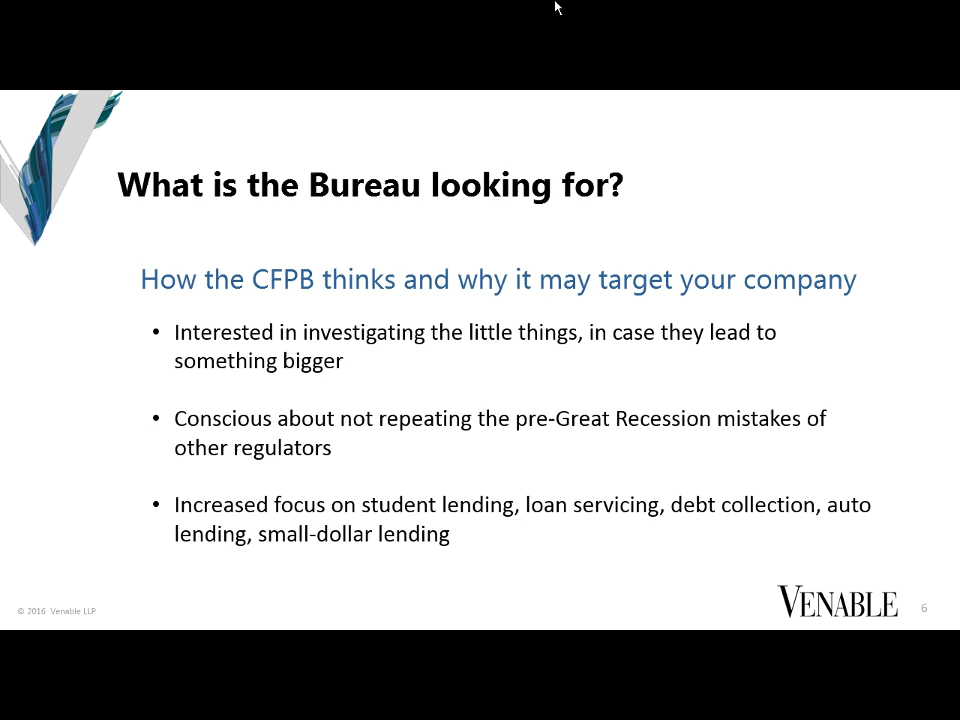 What is the Bureau looking for?
How the CFPB thinks and why it may target your company
• Interested in investigating the little things, in case they lead to
something bigger
• Conscious about not repeating the pre-Great Recession mistakes of
other regulators
• Increased focus on student lending, loan servicing, debt collection, auto
lending, small-dollar lending
© 2016 Venable LLP
VENABLE
6